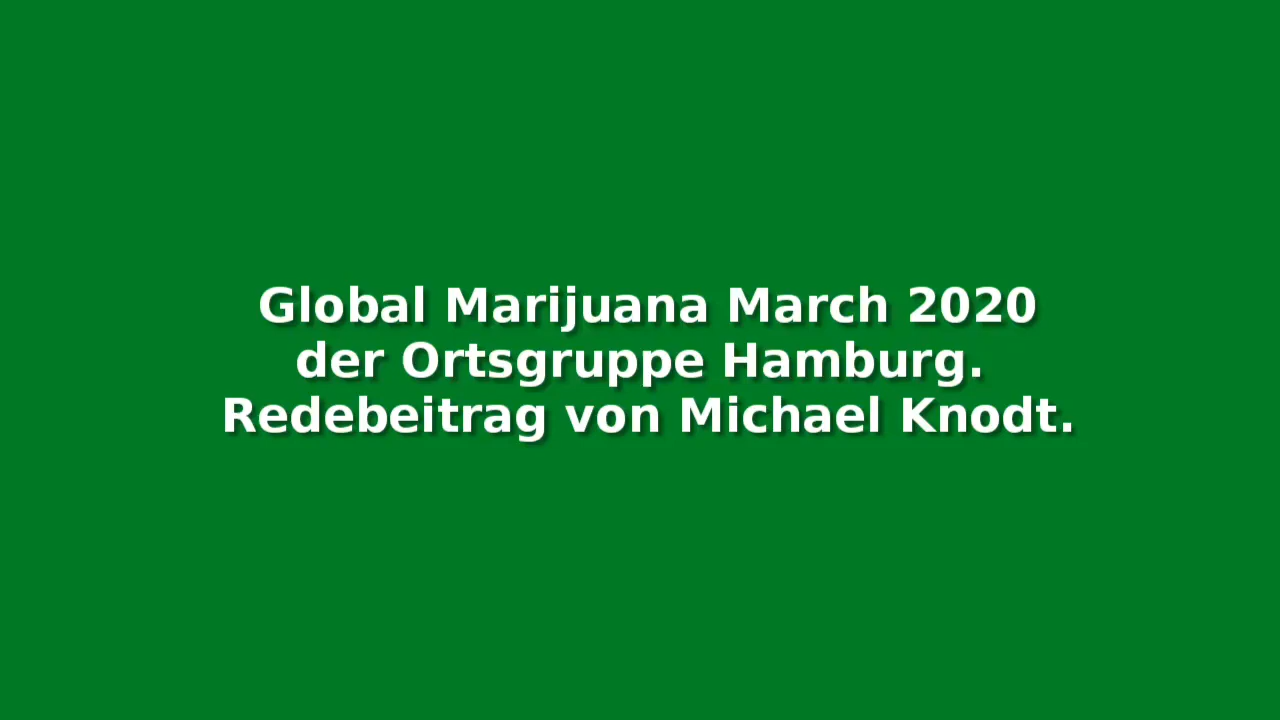 Global Marijuana March 2020
der Ortsgruppe Hamburg.
Redebeitrag von Michael Knodt.